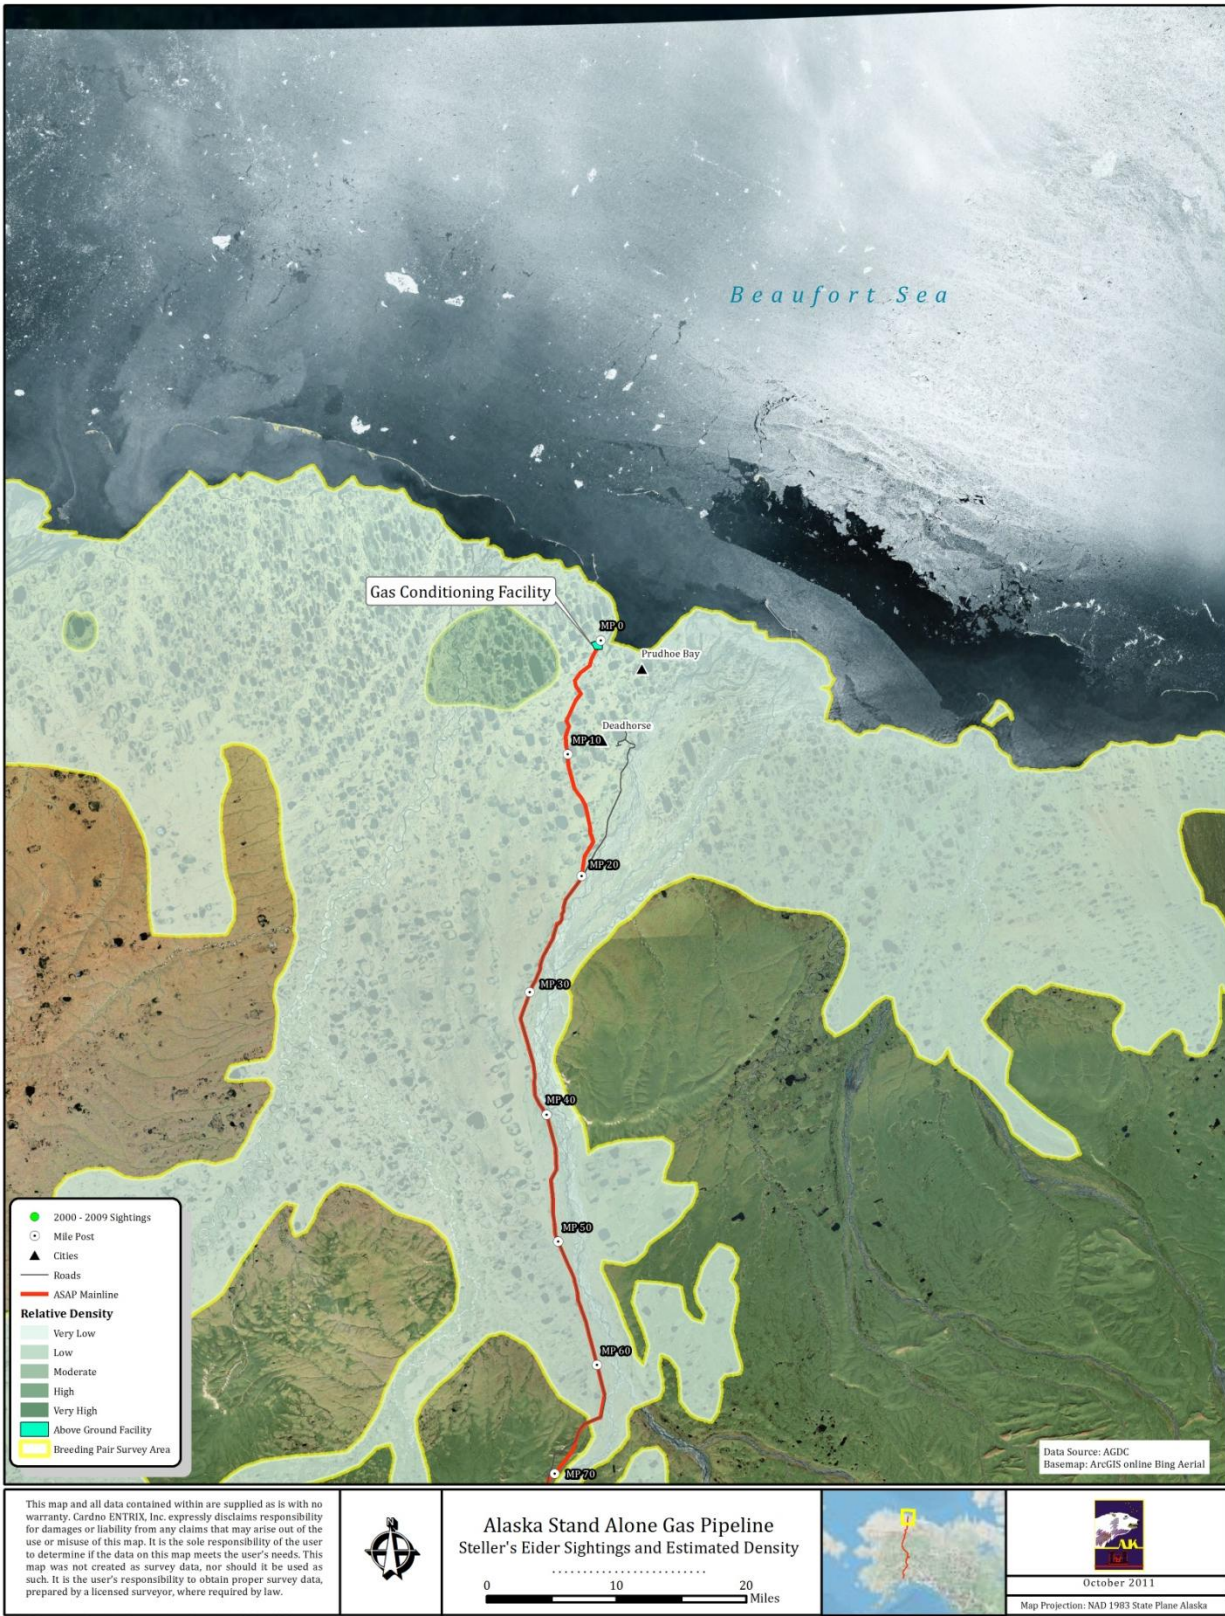 Beaufort Sea
Gas Conditioning Facility
MP 0
Prudhoe Bay
Deadhorse
MP 10
MP 20
MP 30
MP 40
MP 50
MP 60
MP 70
2000 - 2009 Sightings
Mile Post
Cities
Roads
ASAP Mainline
Relative Density
Very Low
Low
Moderate
High
Very High
Above Ground Facility
Breeding Pair Survey Area
Data Source: AGDC
Basemap: ArcGIS online Bing Aerial
This map and all data contained within are supplied as is with no
warranty. Cardno ENTRIX, Inc. expressly disclaims responsibility
for damages or liability from any claims that may arise out of the
use or misuse of this map. It is the sole responsibility of the user
to determine if the data on this map meets the user's needs. This
map was not created as survey data, nor should it be used as
such. It is the user's responsibility to obtain proper survey data,
prepared by a licensed surveyor, where required by law.
N
Alaska Stand Alone Gas Pipeline
Steller's Eider Sightings and Estimated Density
0 10 20
Miles
AK
October 2011
Map Projection: NAD 1983 State Plane Alaska